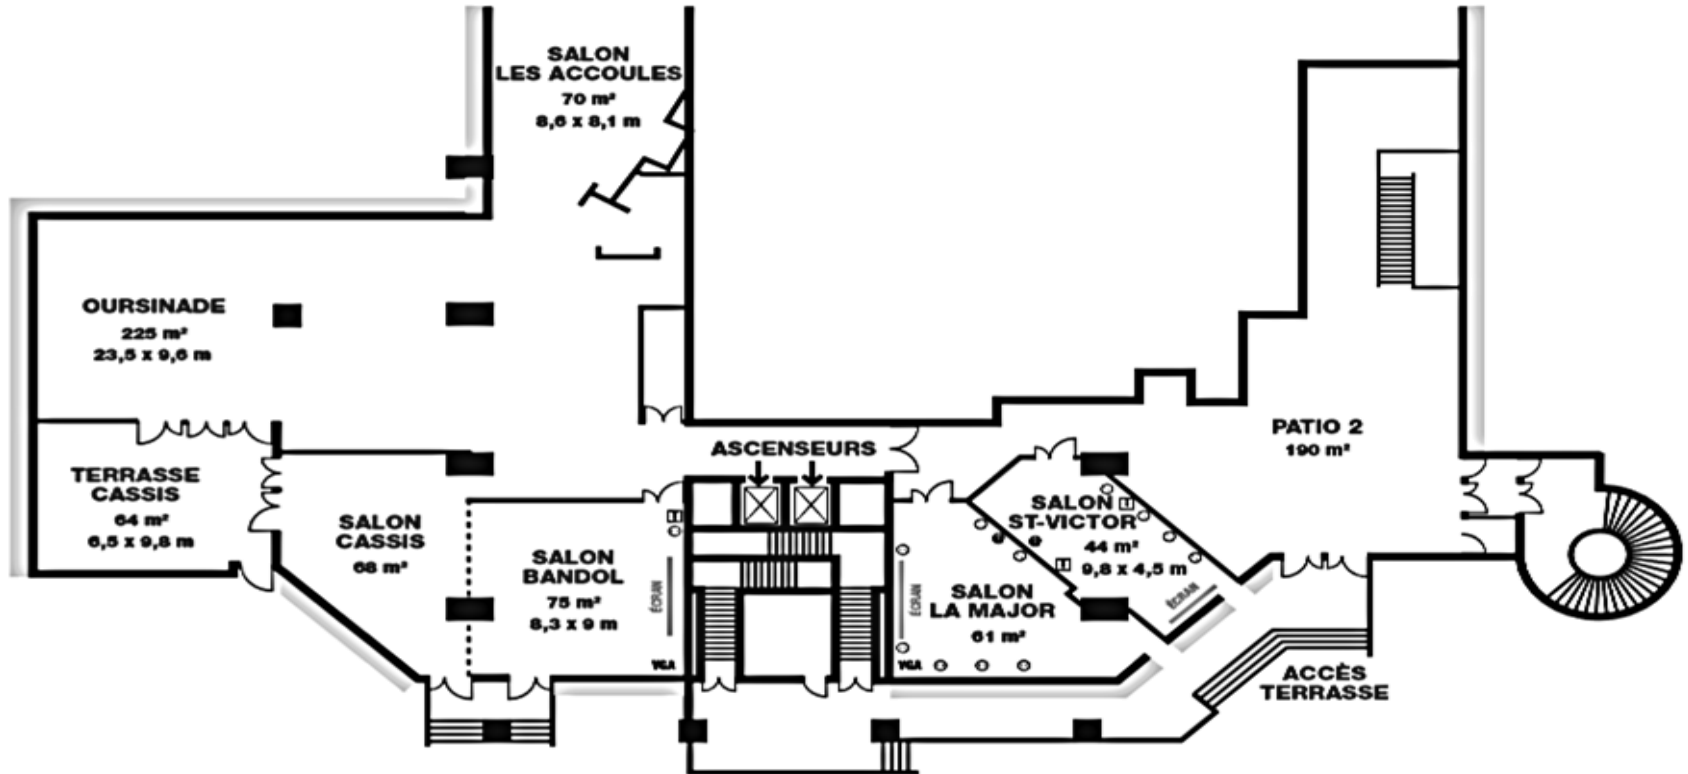 SALON
LES ACCOULES
70 m²
8,6 x 8,1 m
OURSINADE
225 m²
23,5 x 9,6 m
TERRASSE
CASSIS
64 m²
6,5 x 9,8 m
SALON
CASSIS
68 m²
SALON
BANDOL
75 m²
8,3 x 9 m
ÉCRAN
VGA
ASCENSEURS
ÉCRAN
VGA
SALON
LA MAJOR
61 m²
SALON
ST-VICTOR
44 m²
9,8 x 4,5 m
ÉCRAN
PATIO 2
190 m²
ACCÈS
TERRASSE